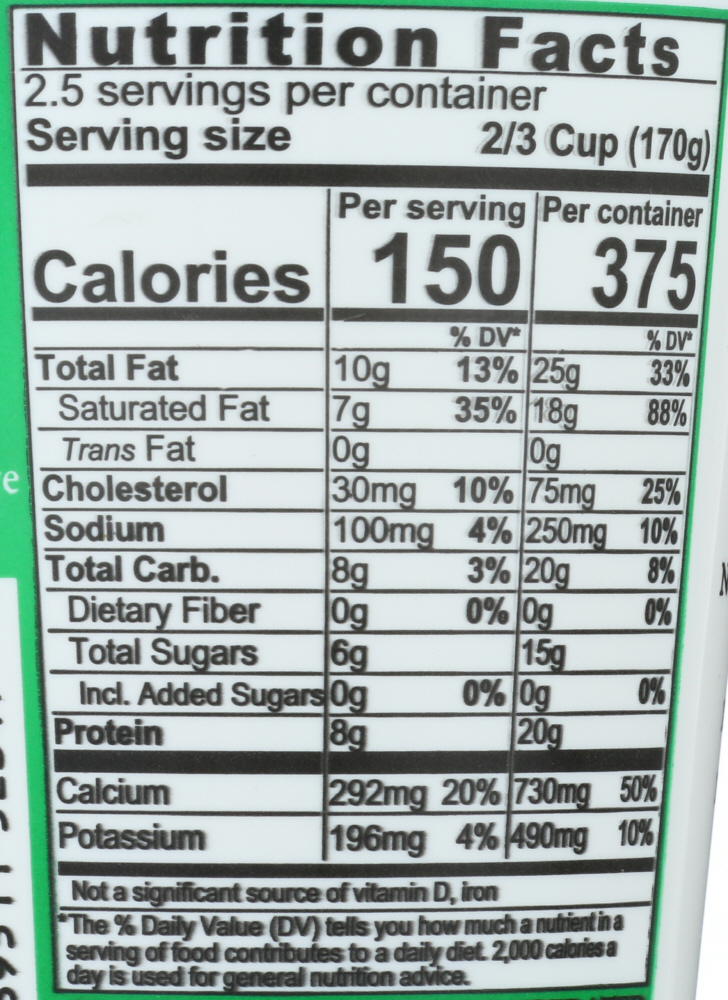 Nutrition Facts
2.5 servings per container
Serving size 2/3 Cup (170g)
Per serving Per container
Calories 150 375
% DV* % DV*
Total Fat 10g 13% 25g 33%
Saturated Fat 7g 35% 18g 88%
Trans Fat 0g 0g
Cholesterol 30mg 10% 75mg 25%
Sodium 100mg 4% 250mg 10%
Total Carb. 8g 3% 20g 8%
Dietary Fiber 0g 0% 0g 0%
Total Sugars 6g 15g
Incl. Added Sugars 0g 0% 0g 0%
Protein 8g 20g
Calcium 292mg 20% 730mg 50%
Potassium 196mg 4% 490mg 10%
Not a significant source of vitamin D, iron
*The % Daily Value (DV) tells you how much a nutrient in a
serving of food contributes to a daily diet. 2,000 calories a
day is used for general nutrition advice.